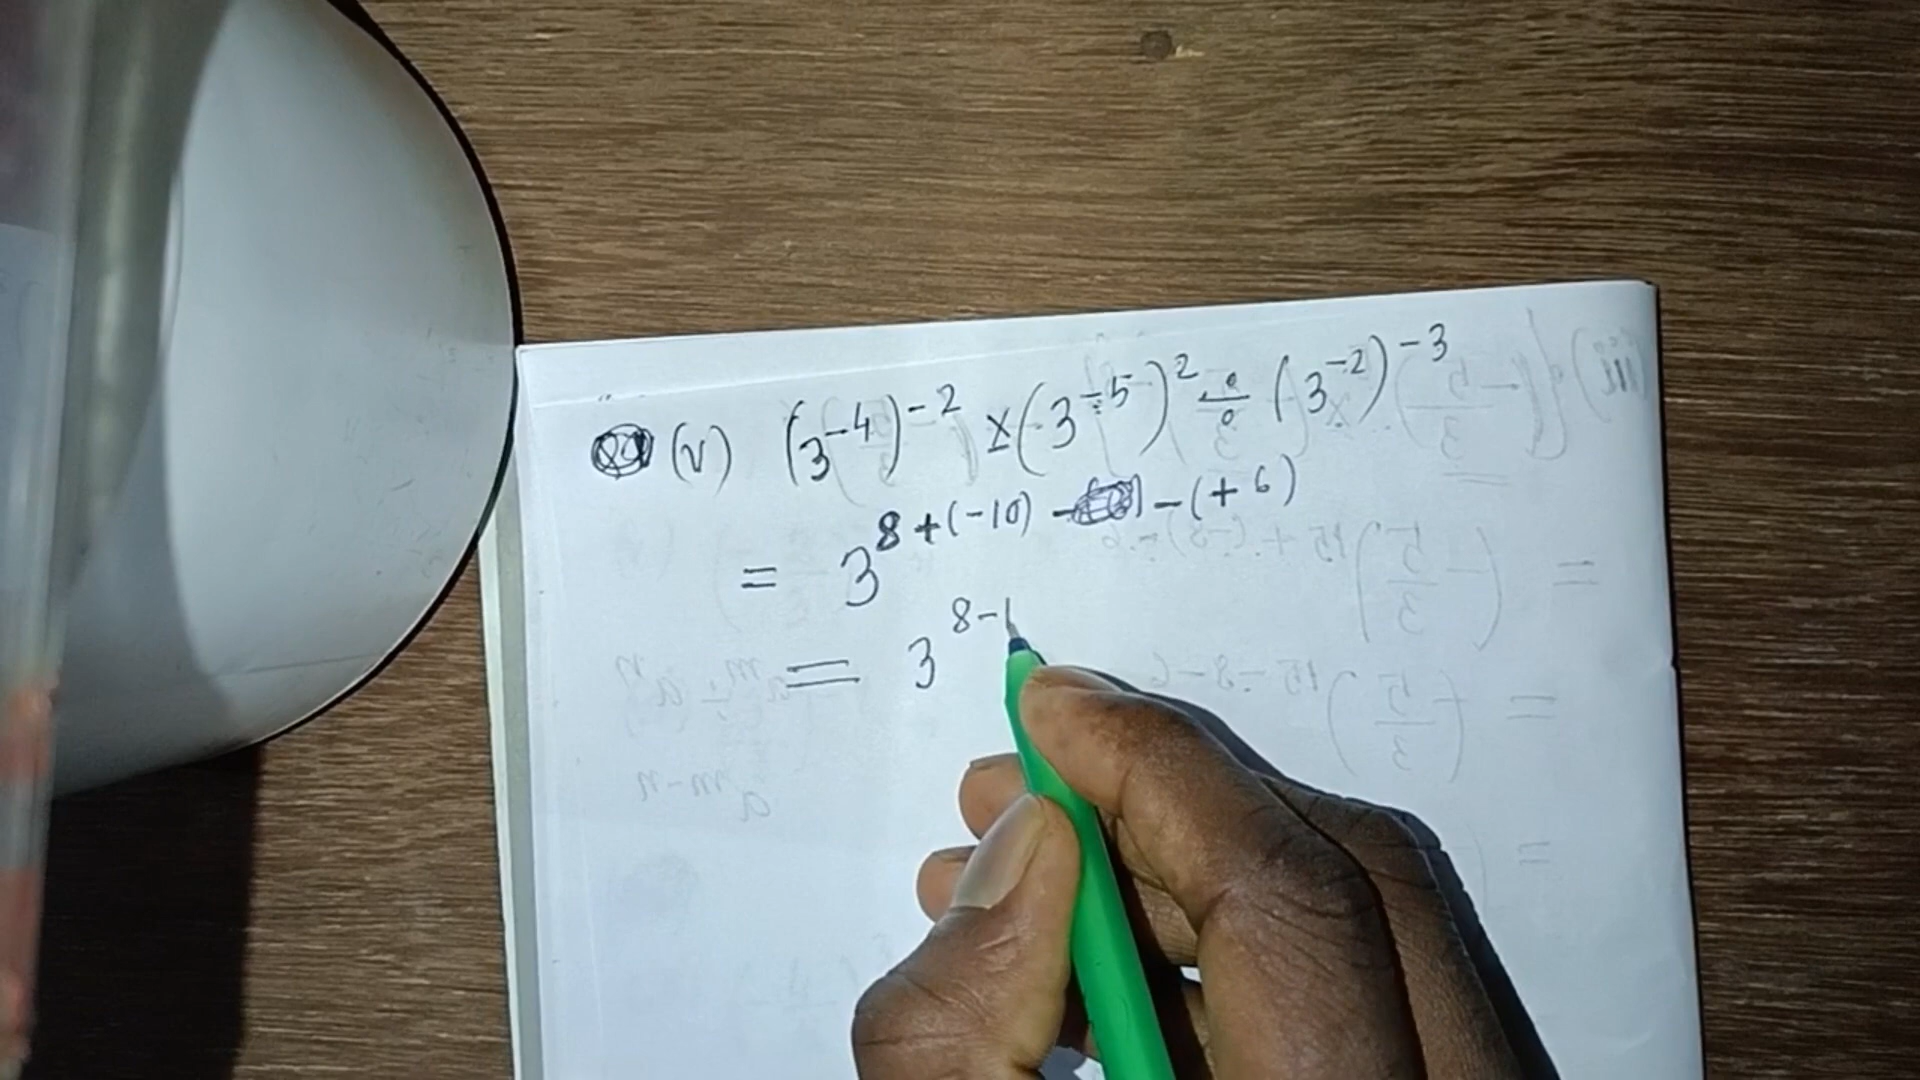 (v) (3^-4)^-2 × (3^-5)^2 ÷ (3^-2)^-3
= 3^8+(-10) - -(+6)
= 3^8-1